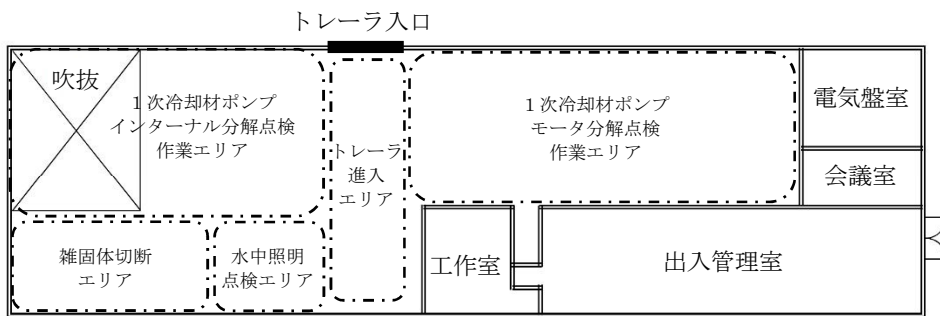 トレーラ入口
吹抜
1次冷却材ポンプ
インターナル分解点検
作業エリア
トレーラ
進入
エリア
1次冷却材ポンプ
モータ分解点検
作業エリア
電気盤室
会議室
雑固体切断
エリア
水中照明
点検エリア
工作室
出入管理室